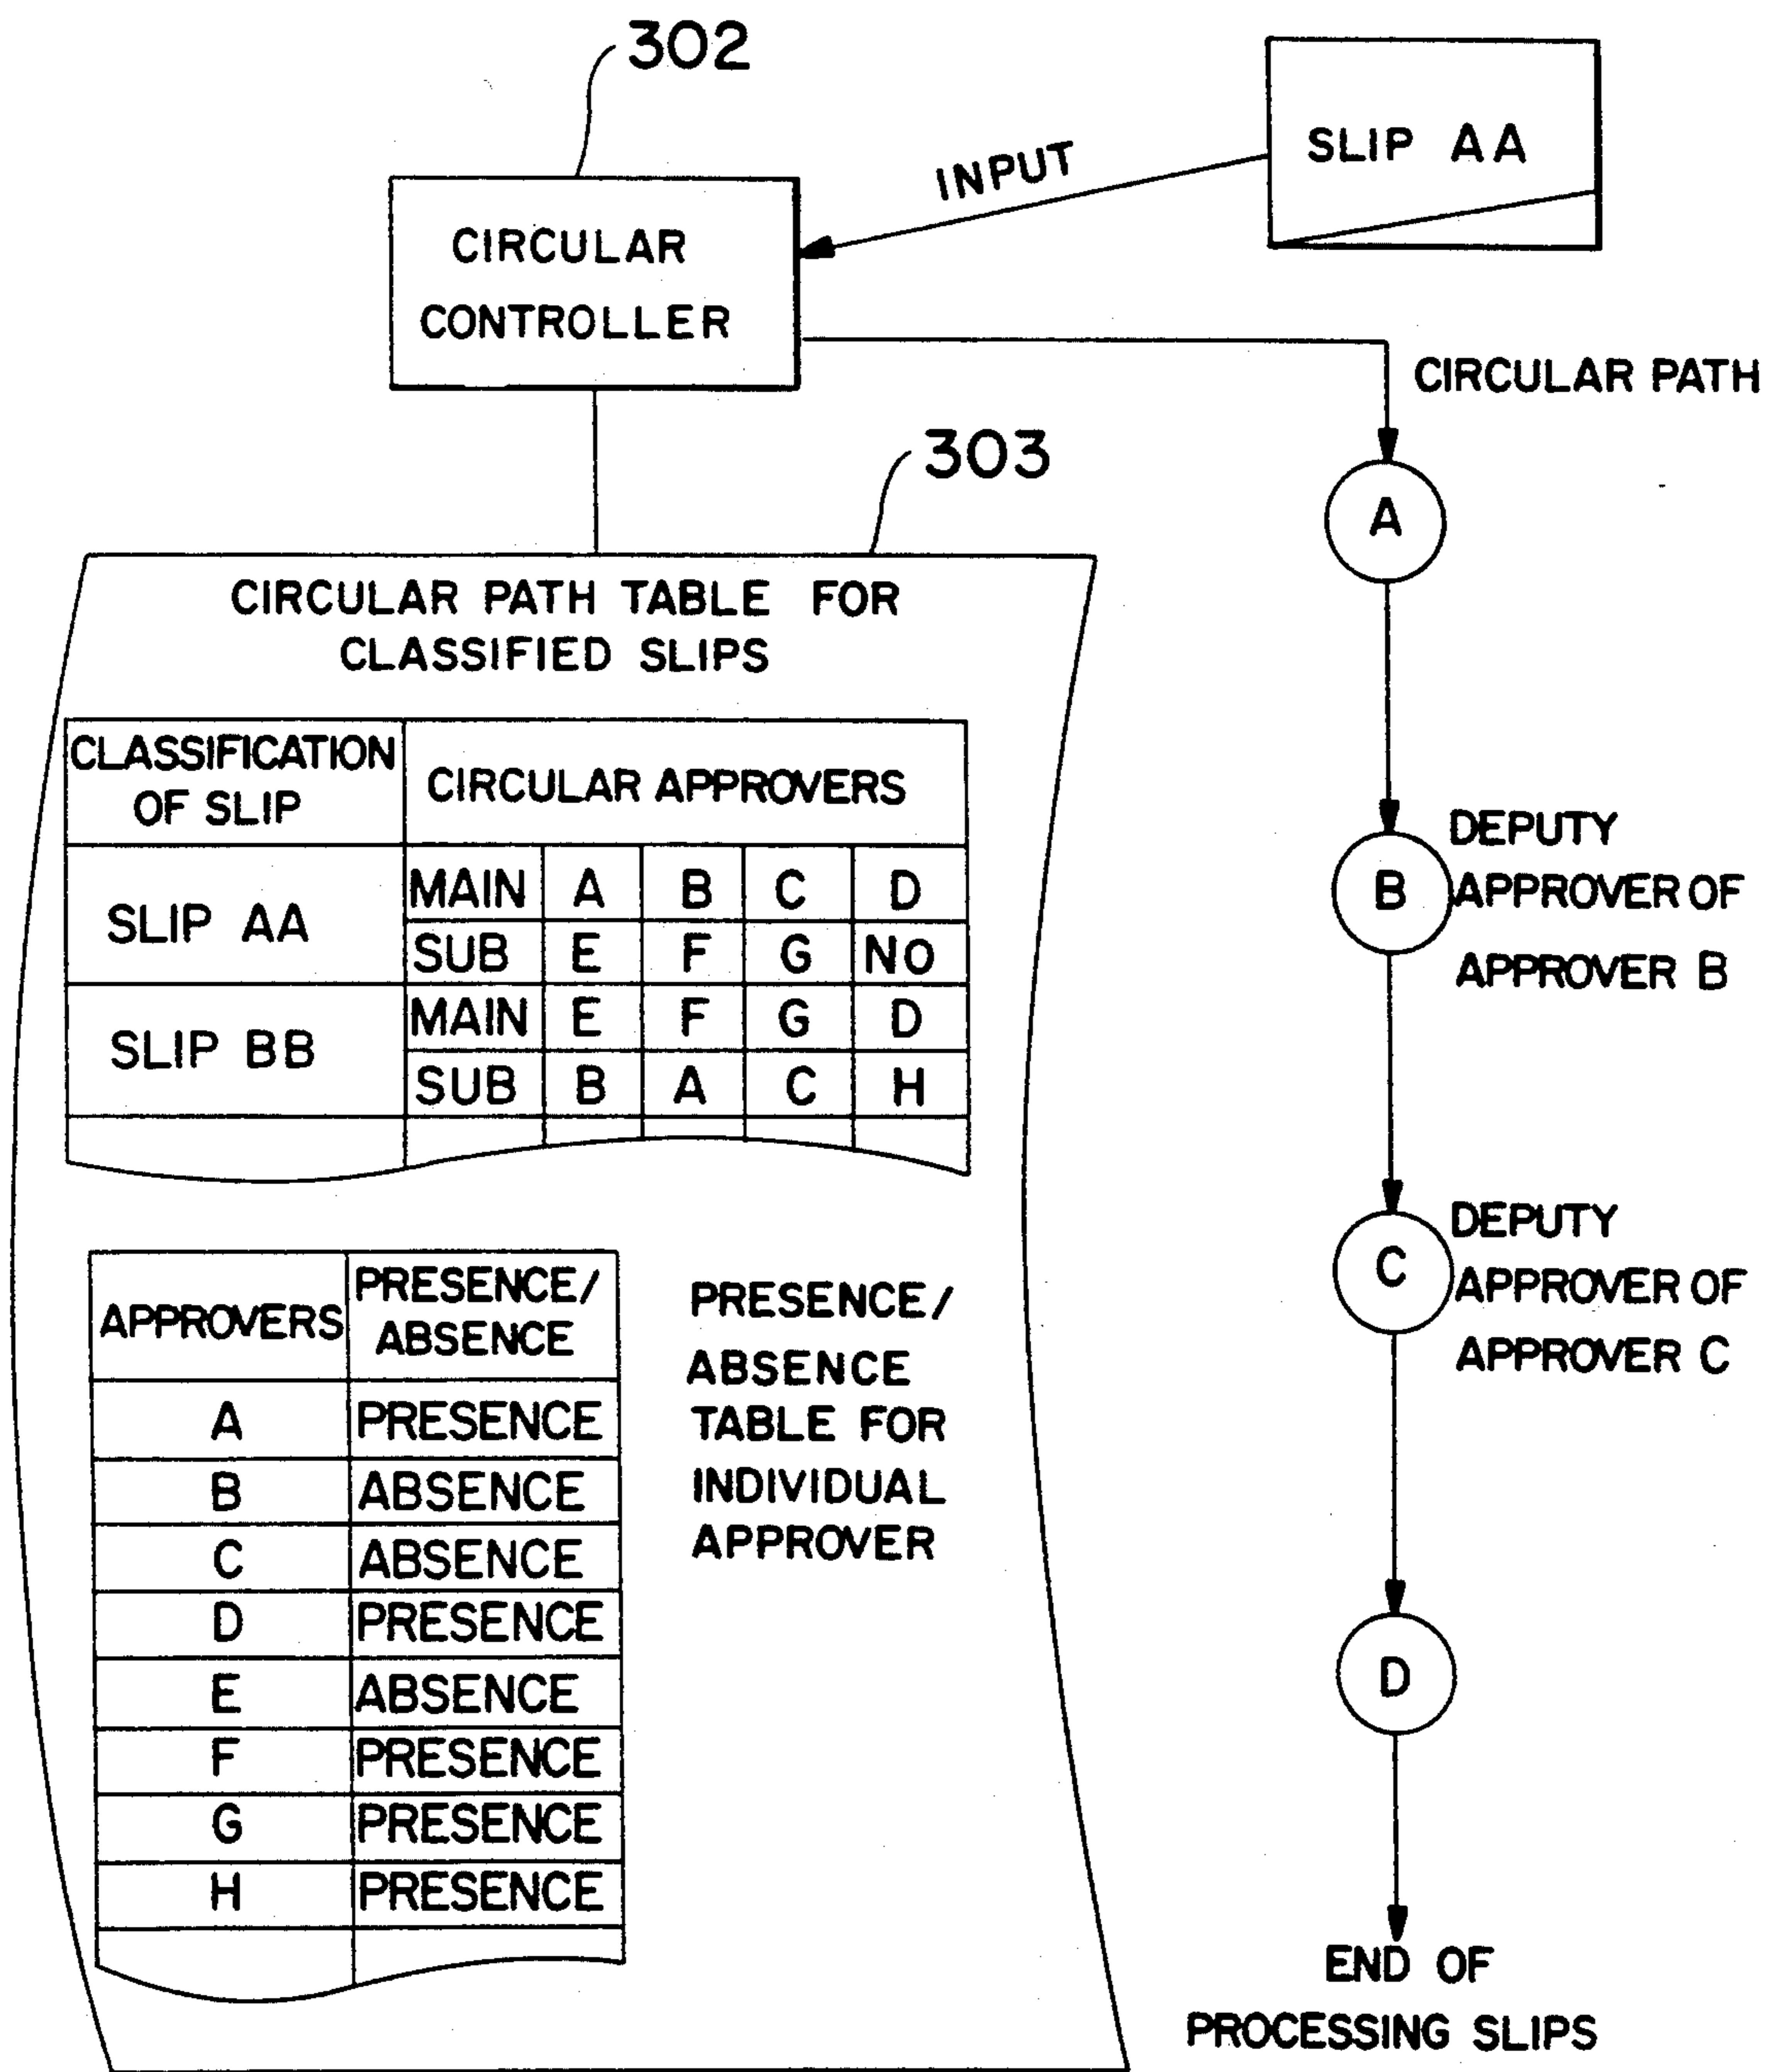 302
SLIP AA
INPUT
CIRCULAR
CONTROLLER
CIRCULAR PATH
303
A
CIRCULAR PATH TABLE FOR
CLASSIFIED SLIPS
CLASSIFICATION
OF SLIP
CIRCULAR APPROVERS
SLIP AA
MAIN A B C D
SUB E F G NO
SLIP BB
MAIN E F G D
SUB B A C H
B
DEPUTY
APPROVER OF
APPROVER B
C
DEPUTY
APPROVER OF
APPROVER C
APPROVERS
PRESENCE/
ABSENCE
A PRESENCE
B ABSENCE
C ABSENCE
D PRESENCE
E ABSENCE
F PRESENCE
G PRESENCE
H PRESENCE
PRESENCE/
ABSENCE
TABLE FOR
INDIVIDUAL
APPROVER
D
END OF
PROCESSING SLIPS